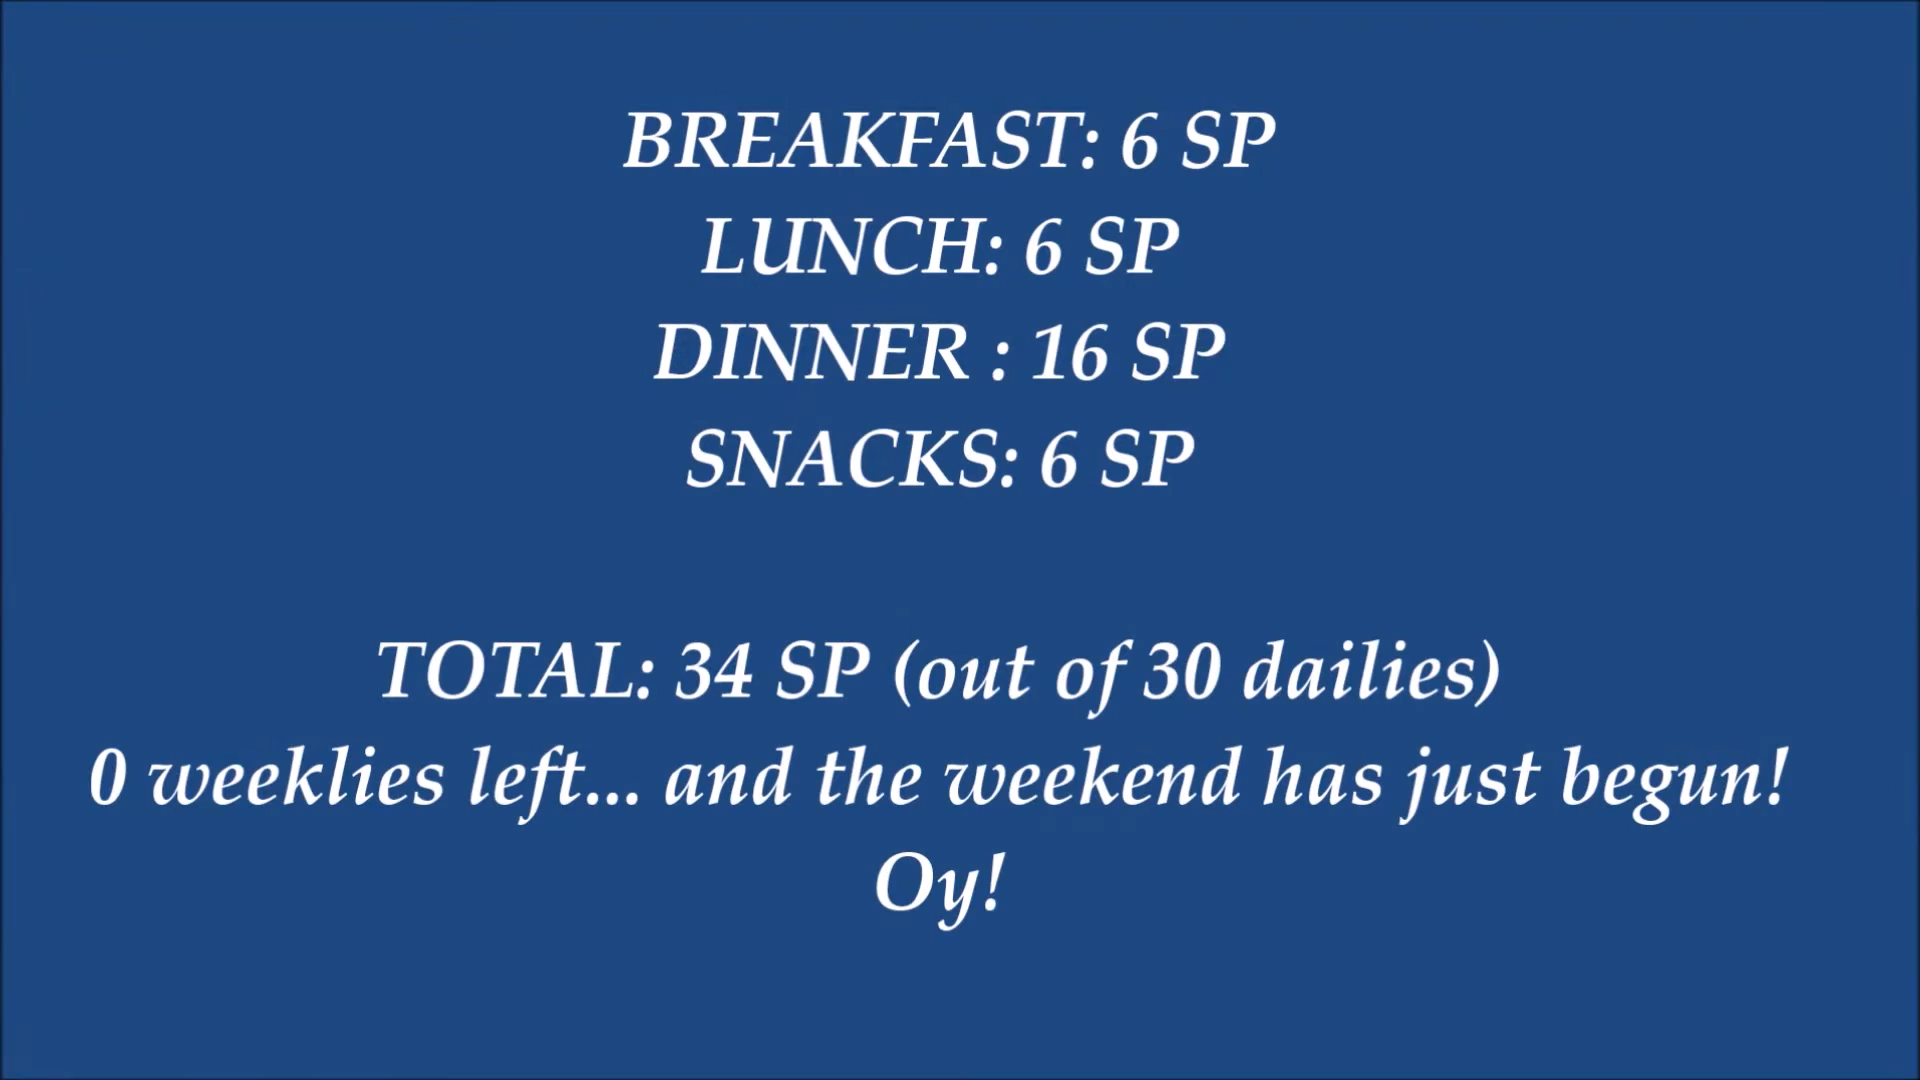 BREAKFAST: 6 SP
LUNCH: 6 SP
DINNER : 16 SP
SNACKS: 6 SP
TOTAL: 34 SP (out of 30 dailies)
0 weeklies left... and the weekend has just begun!
Oy!